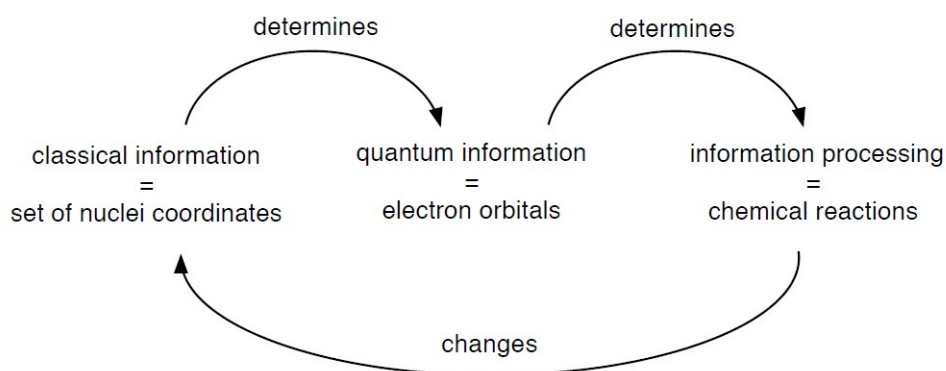 determines
determines
classical information
=
set of nuclei coordinates
quantum information
=
electron orbitals
information processing
=
chemical reactions
changes